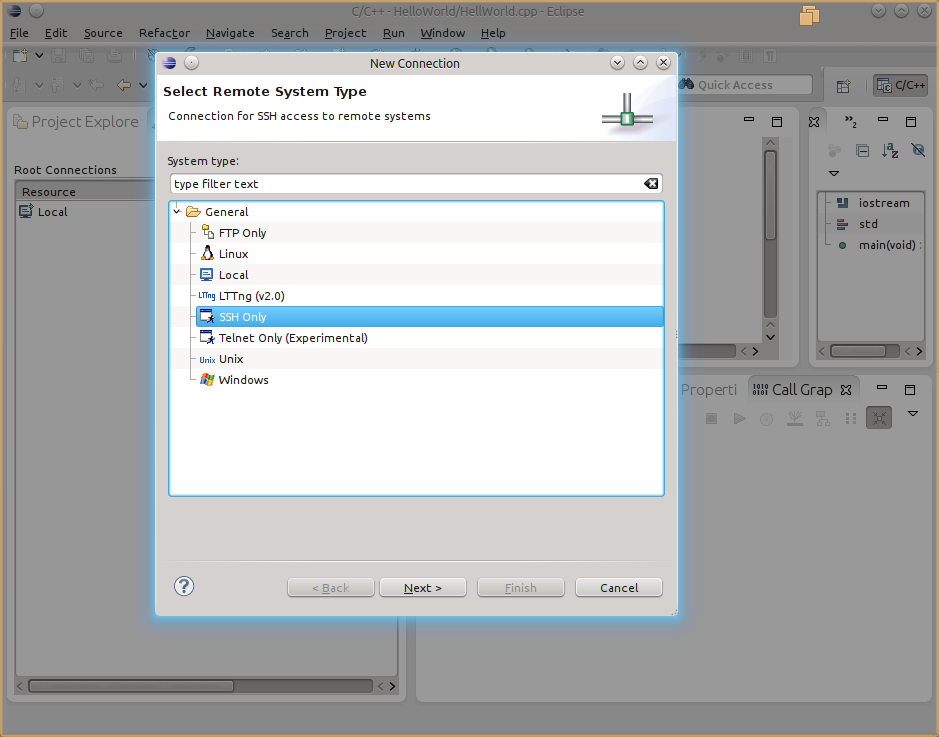 C/C++ - HelloWorld/HellWorld.cpp - Eclipse
File Edit Source Refactor Navigate Search Project Run Window Help
New Connection
Select Remote System Type
Connection for SSH access to remote systems
Quick Access
C/C++
Project Explore
Root Connections
Resource
Local
System type:
type filter text
General
FTP Only
Linux
Local
LTTng LTTng (v2.0)
SSH Only
Telnet Only (Experimental)
Unix Unix
Windows
iostream
std
main(void) :
Properti
Call Grap
< Back Next > Finish Cancel